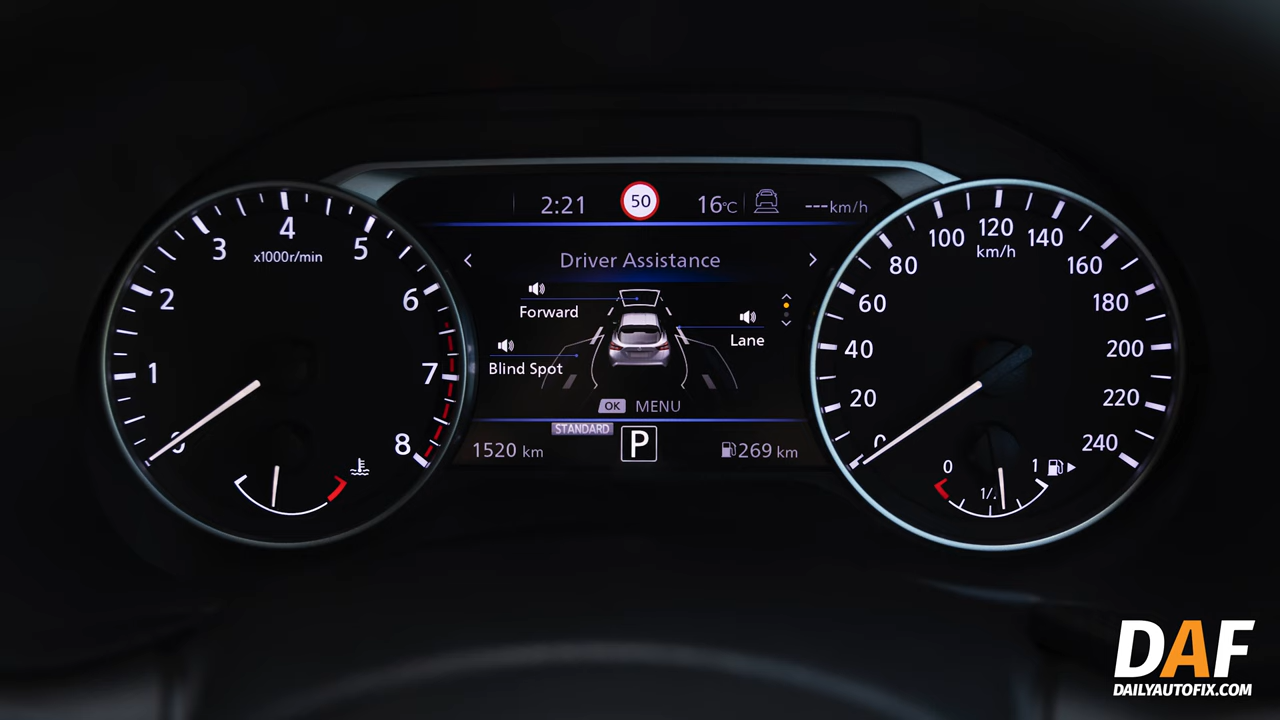 2:21
50
16°C
---km/h
Driver Assistance
Forward
Lane
Blind Spot
OK MENU
STANDARD
1520 km
P
269 km
0
1
2
3
4
5
6
7
8
x1000r/min
0
20
40
60
80
100
120
140
160
180
200
220
240
km/h
0
1/.
1
DAF
DAILYAUTOFIX.COM